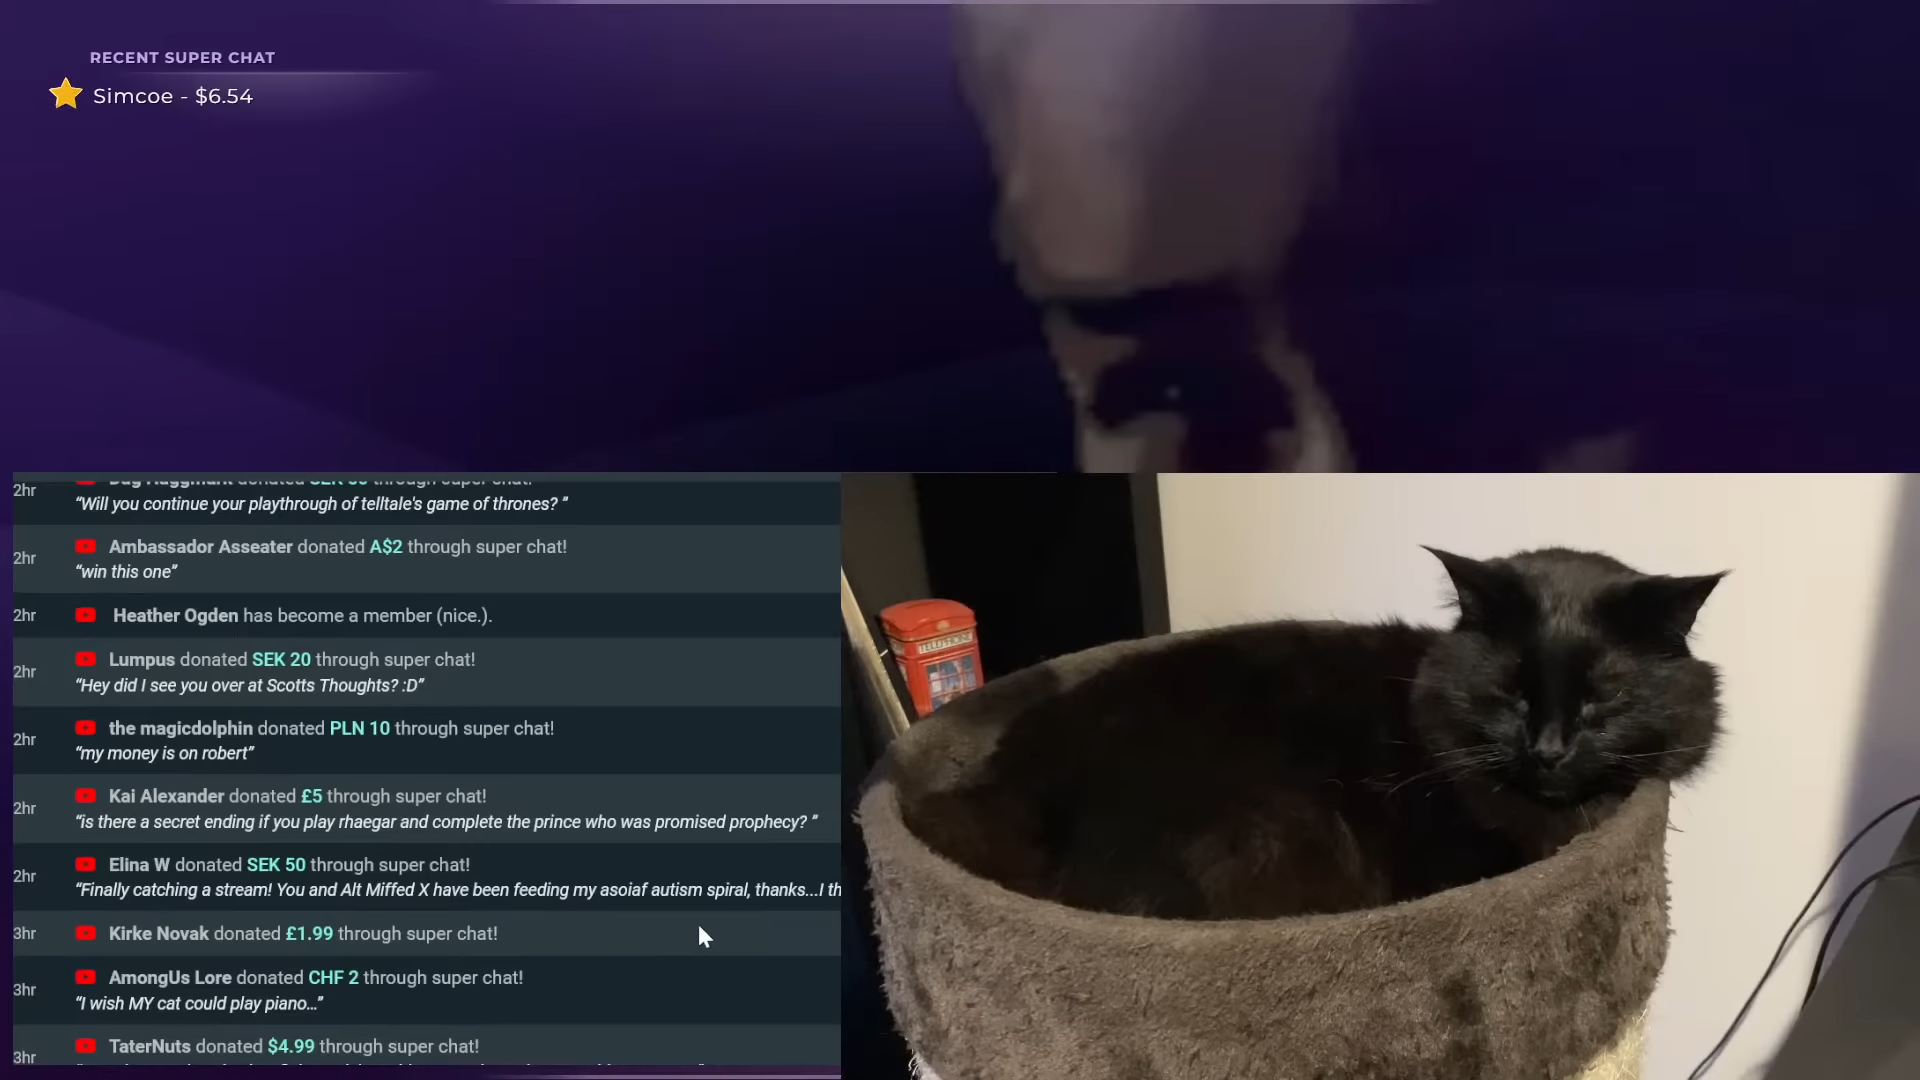 RECENT SUPER CHAT
Simcoe - $6.54
2hr
“Will you continue your playthrough of telltale's game of thrones? ”
2hr
Ambassador Asseater donated A$2 through super chat!
“win this one”
2hr
Heather Ogden has become a member (nice.).
2hr
Lumpus donated SEK 20 through super chat!
“Hey did I see you over at Scotts Thoughts? :D”
2hr
the magicdolphin donated PLN 10 through super chat!
“my money is on robert”
2hr
Kai Alexander donated £5 through super chat!
“is there a secret ending if you play rhaegar and complete the prince who was promised prophecy? ”
2hr
Elina W donated SEK 50 through super chat!
“Finally catching a stream! You and Alt Miffed X have been feeding my asoiaf autism spiral, thanks...I th
3hr
Kirke Novak donated £1.99 through super chat!
3hr
AmongUs Lore donated CHF 2 through super chat!
“I wish MY cat could play piano...”
3hr
TaterNuts donated $4.99 through super chat!
TELEPHONE